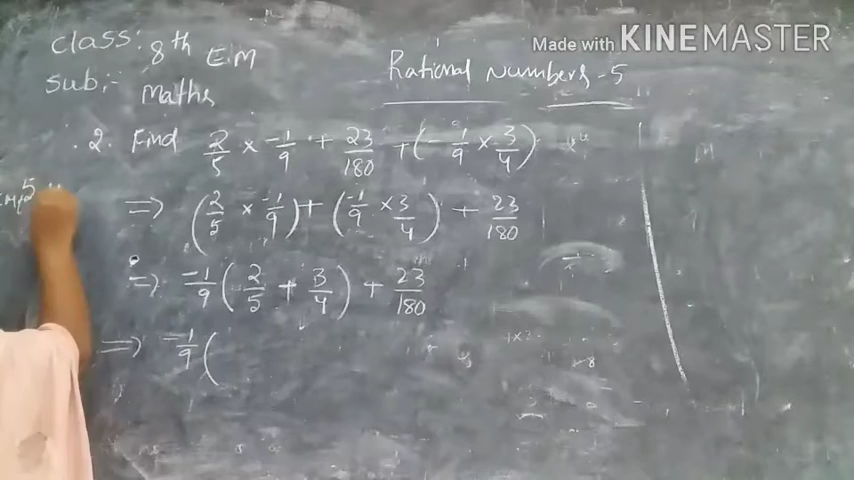 Made with KINEMASTER
class: 8th E/M
Rational Numbers - 5
Sub:- Maths
2. Find 2/5 × -1/9 + 23/180 + (-1/9 × 3/4)
=> (2/5 × -1/9) + (-1/9 × 3/4) + 23/180
=> -1/9 (2/5 + 3/4) + 23/180
=> -1/9 (